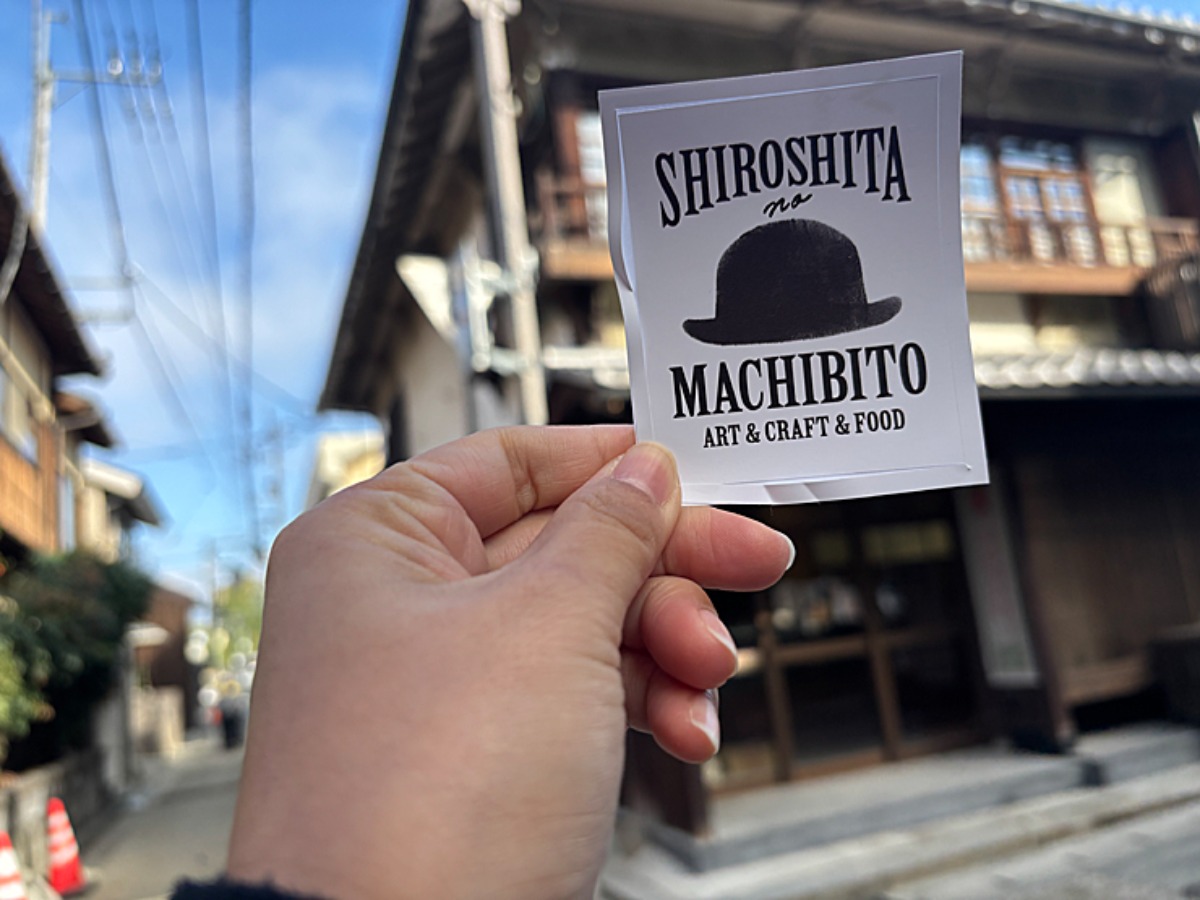 SHIROSHITA
no
MACHIBITO
ART & CRAFT & FOOD